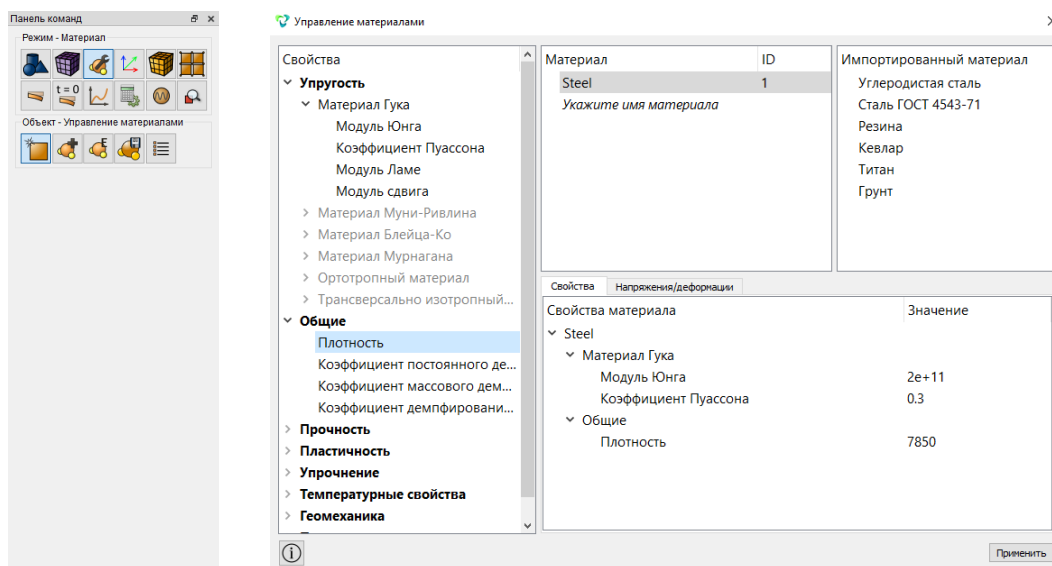 Панель команд
Режим - Материал
t = 0
Объект - Управление материалами
E
Управление материалами
Свойства
Упругость
Материал Гука
Модуль Юнга
Коэффициент Пуассона
Модуль Ламе
Модуль сдвига
Материал Муни-Ривлина
Материал Блейца-Ко
Материал Мурнагана
Ортотропный материал
Трансверсально изотропный...
Общие
Плотность
Коэффициент постоянного де...
Коэффициент массового дем...
Коэффициент демпфировани...
Прочность
Пластичность
Упрочнение
Температурные свойства
Геомеханика
Материал ID
Steel 1
Укажите имя материала
Импортированный материал
Углеродистая сталь
Сталь ГОСТ 4543-71
Резина
Кевлар
Титан
Грунт
Свойства Напряжения/деформации
Свойства материала Значение
Steel
Материал Гука
Модуль Юнга 2e+11
Коэффициент Пуассона 0.3
Общие
Плотность 7850
Применить